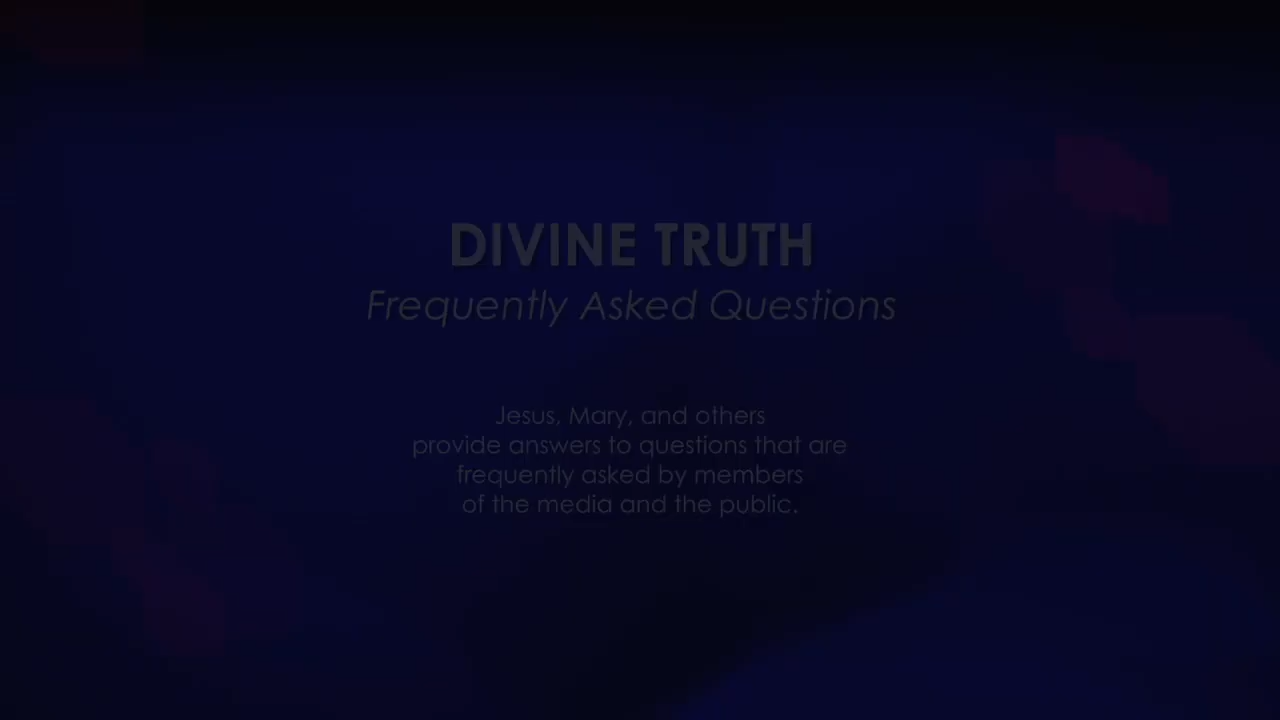 DIVINE TRUTH
Frequently Asked Questions
Jesus, Mary, and others
provide answers to questions that are
frequently asked by members
of the media and the public.